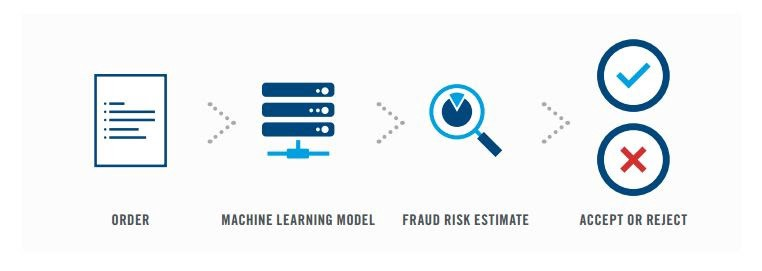 ORDER
MACHINE LEARNING MODEL
FRAUD RISK ESTIMATE
ACCEPT OR REJECT